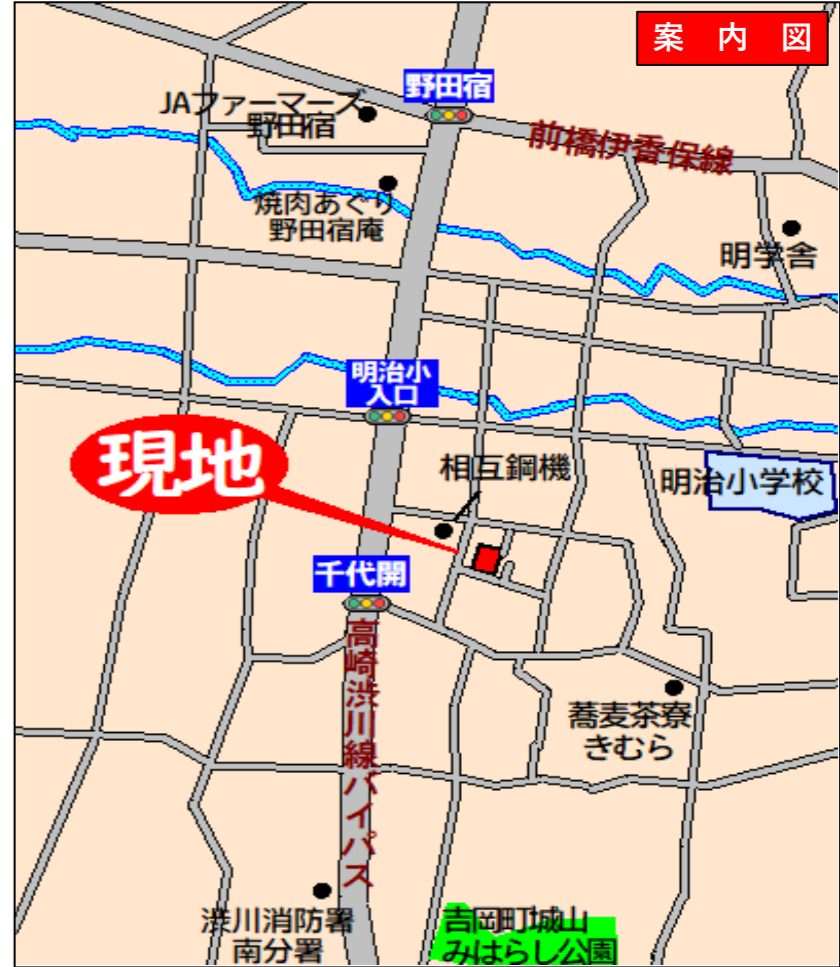 案内図
野田宿
JAファーマーズ
野田宿
前橋伊香保線
焼肉あぐり
野田宿庵
明学舎
明治小
入口
現地
相互鋼機
明治小学校
千代開
高崎渋川線バイパス
蕎麦茶寮
きむら
渋川消防署
南分署
吉岡町城山
みはらし公園